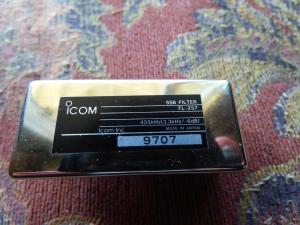 ICOM
SSB FILTER
FL-257
455kHz(3.3kHz/-6dB)
Icom Inc. MADE IN JAPAN
9707